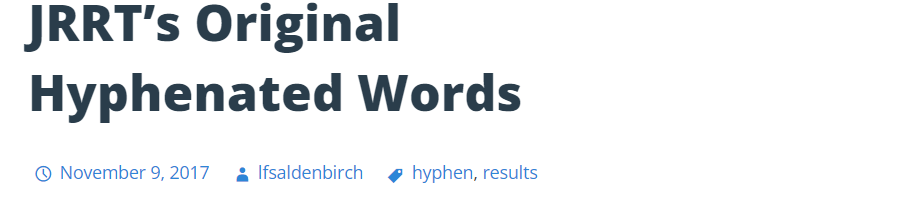 JRRT’s Original
Hyphenated Words
November 9, 2017 lfsaldenbirch hyphen, results